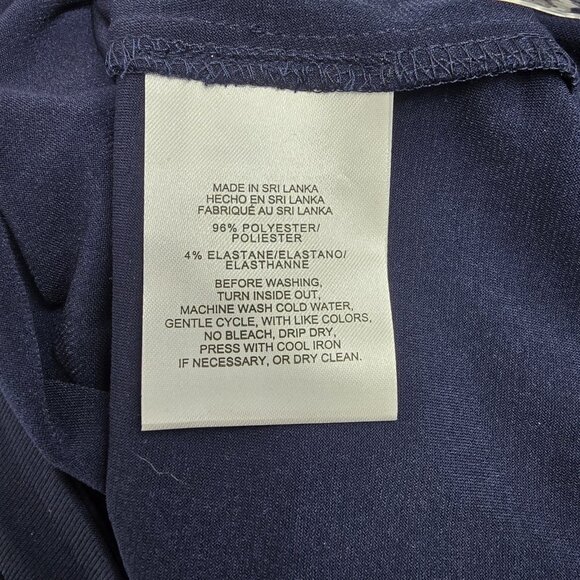 MADE IN SRI LANKA
HECHO EN SRI LANKA
FABRIQUÉ AU SRI LANKA
96% POLYESTER/
POLIESTER
4% ELASTANE/ELASTANO/
ELASTHANNE
BEFORE WASHING,
TURN INSIDE OUT,
MACHINE WASH COLD WATER,
GENTLE CYCLE, WITH LIKE COLORS,
NO BLEACH, DRIP DRY,
PRESS WITH COOL IRON
IF NECESSARY, OR DRY CLEAN.